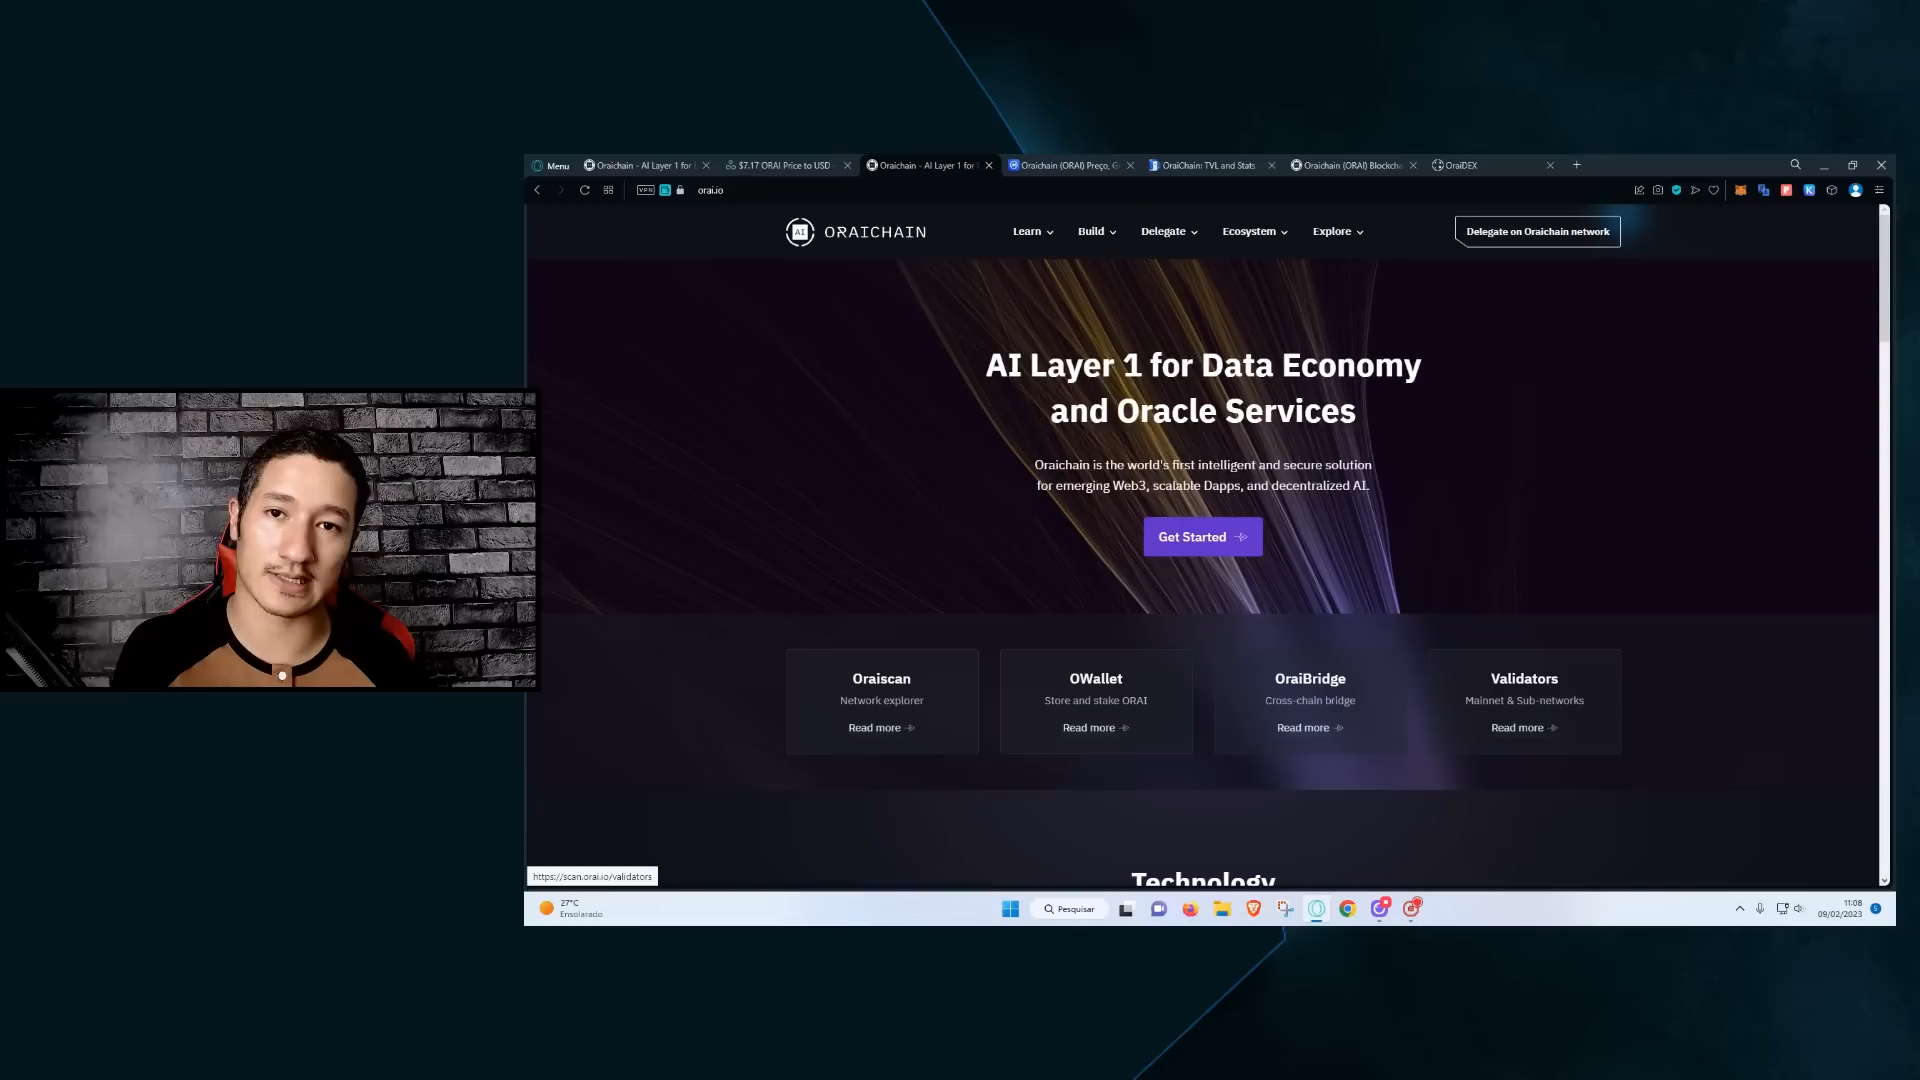 Menu
Oraichain - AI Layer 1 for
$7.17 ORAI Price to USD
Oraichain - AI Layer 1 for
Oraichain (ORAI) Preço,
OraiChain: TVL and Stats
Oraichain (ORAI) Blockcha
OraiDEX
VPN
orai.io
AI
ORAICHAIN
Learn
Build
Delegate
Ecosystem
Explore
Delegate on Oraichain network
AI Layer 1 for Data Economy
and Oracle Services
Oraichain is the world's first intelligent and secure solution
for emerging Web3, scalable Dapps, and decentralized AI.
Get Started
Oraiscan
Network explorer
Read more
OWallet
Store and stake ORAI
Read more
OraiBridge
Cross-chain bridge
Read more
Validators
Mainnet & Sub-networks
Read more
Technology
https://scan.orai.io/validators
27°C
Ensolarado
Pesquisar
11:08
09/02/2023
5